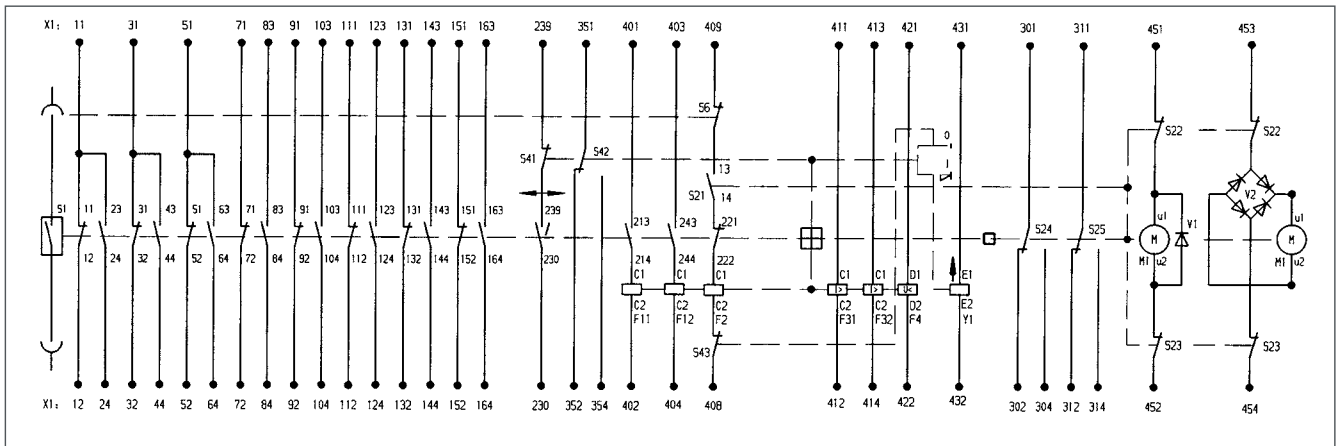 X1: 11 31 51 71 83 91 103 111 123 131 143 151 163 239 351 401 403 409 411 413 421 431 301 311 451 453
S6
S22 S22
0
S41 S42
13
V2
S21
14
S1 11 23 31 43 51 63 71 83 91 103 111 123 131 143 151 163 239 213 243 221
u1 V1 u1
S24 S25
M M
12 24 32 44 52 64 72 84 92 104 112 124 132 144 152 164 230 214 244 222
M1 u2 M1 u2
C1 C1 C1 C1 C1 D1 E1
I> I> U<
C2 C2 C2 C2 C2 D2 E2
F11 F12 F2 F31 F32 F4 Y1
S43 S23 S23
X1: 12 24 32 44 52 64 72 84 92 104 112 124 132 144 152 164 230 352 354 402 404 408 412 414 422 432 302 304 312 314 452 454